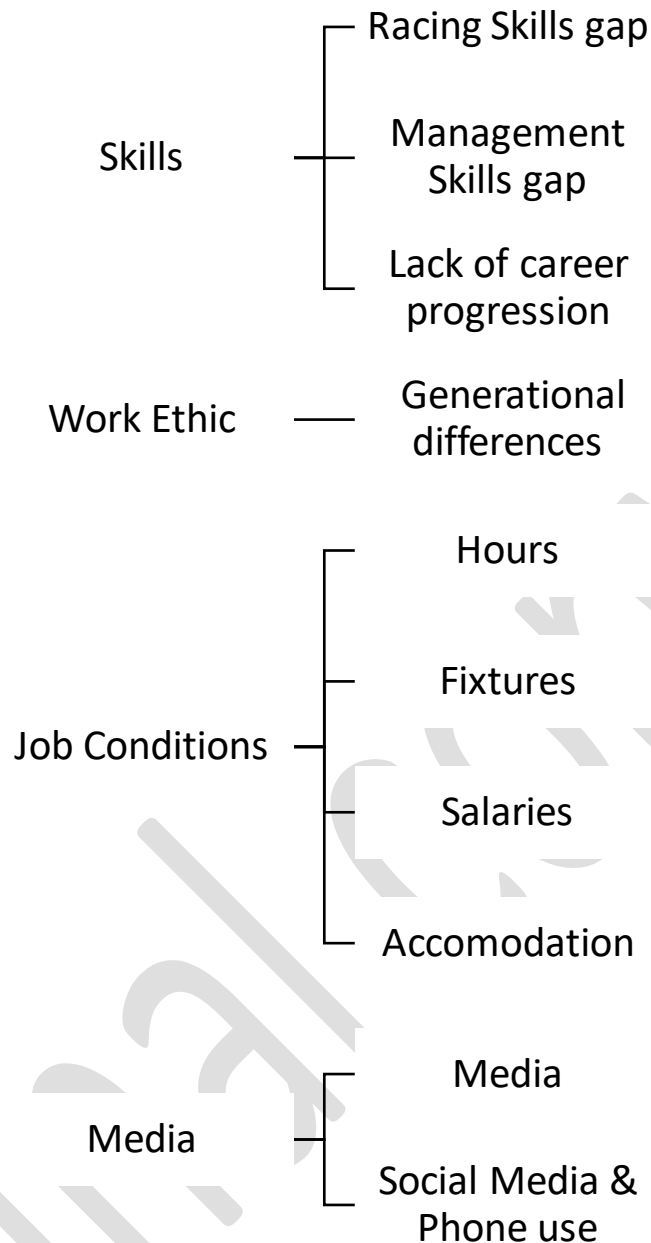 Racing Skills gap
Skills
Management
Skills gap
Lack of career
progression
Work Ethic
Generational
differences
Job Conditions
Hours
Fixtures
Salaries
Accomodation
Media
Media
Social Media &
Phone use